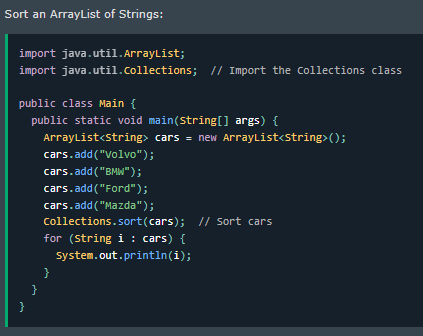 Sort an ArrayList of Strings:
import java.util.ArrayList;
import java.util.Collections;  // Import the Collections class
public class Main {
  public static void main(String[] args) {
    ArrayList<String> cars = new ArrayList<String>();
    cars.add("Volvo");
    cars.add("BMW");
    cars.add("Ford");
    cars.add("Mazda");
    Collections.sort(cars);  // Sort cars
    for (String i : cars) {
      System.out.println(i);
    }
  }
}